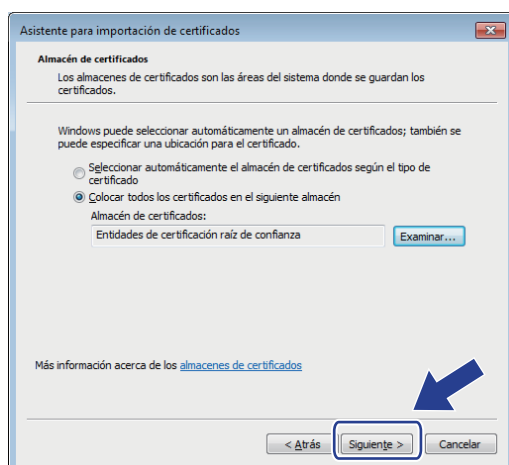 Asistente para importación de certificados
Almacén de certificados
Los almacenes de certificados son las áreas del sistema donde se guardan los
certificados.
Windows puede seleccionar automáticamente un almacén de certificados; también se
puede especificar una ubicación para el certificado.
Seleccionar automáticamente el almacén de certificados según el tipo de
certificado
Colocar todos los certificados en el siguiente almacén
Almacén de certificados:
Entidades de certificación raíz de confianza
Examinar...
Más información acerca de los almacenes de certificados
< Atrás
Siguiente >
Cancelar